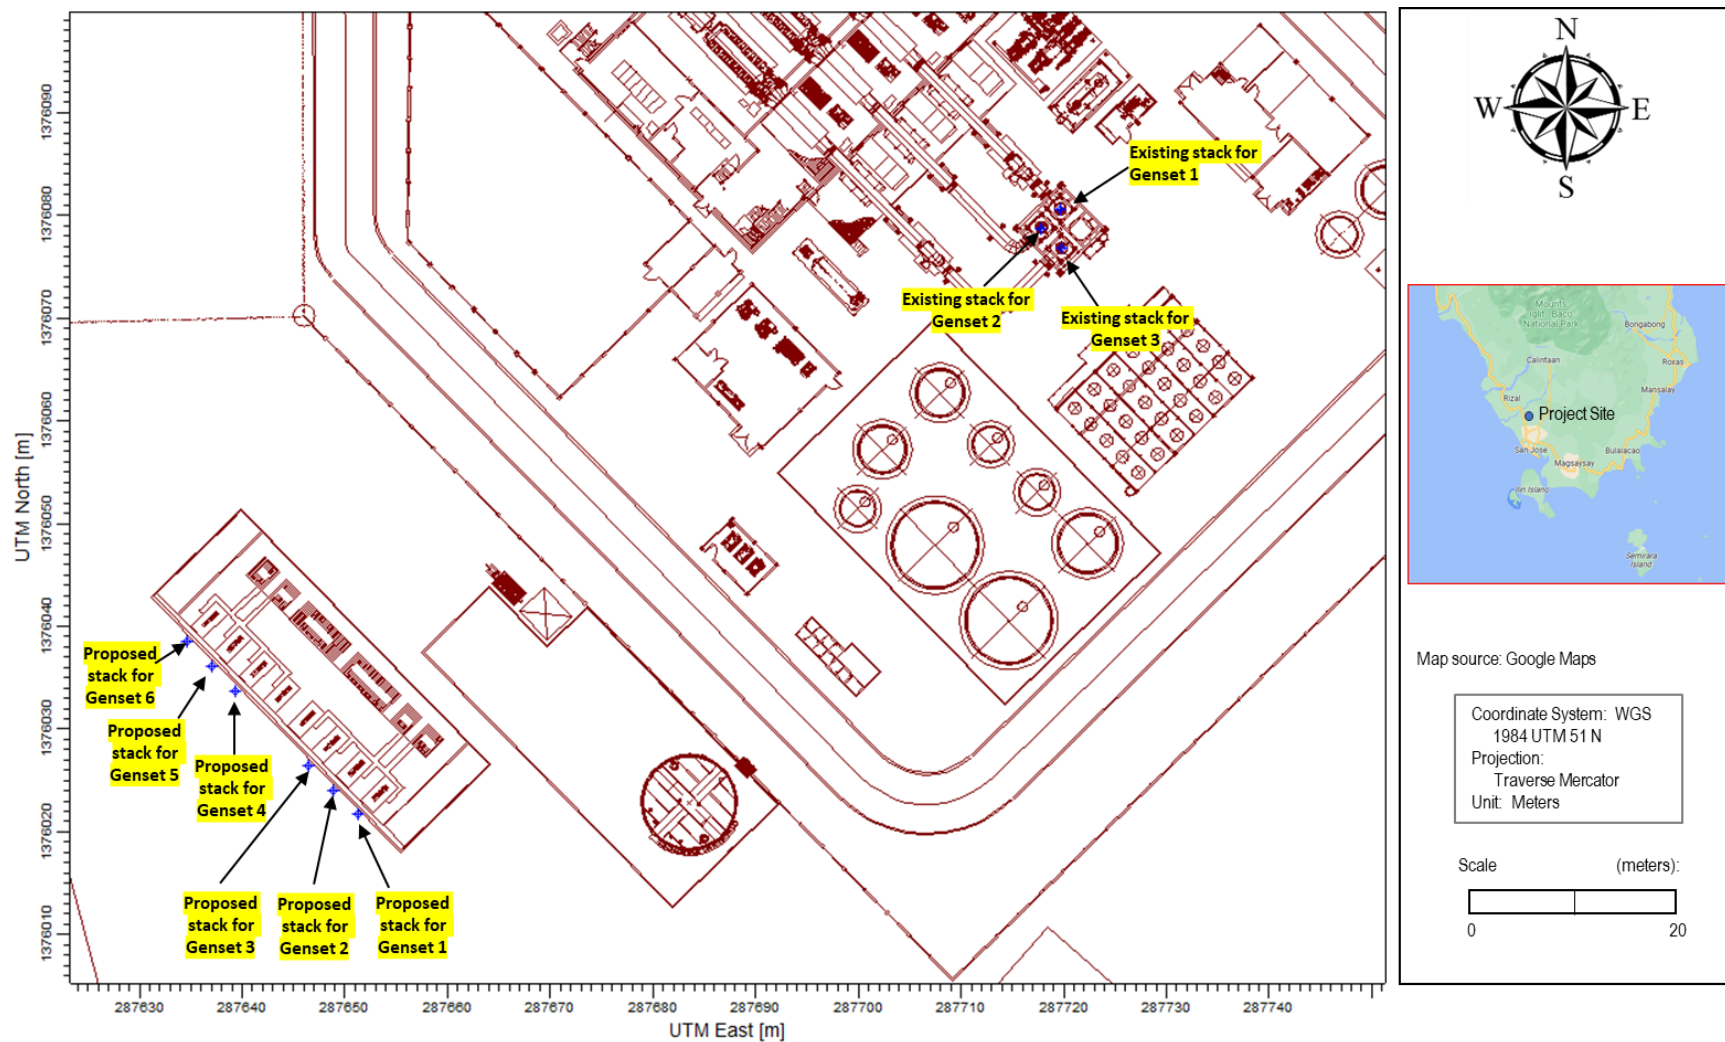 Existing stack for
Genset 1
Existing stack for
Genset 2
Existing stack for
Genset 3
Proposed
stack for
Genset 6
Proposed
stack for
Genset 5
Proposed
stack for
Genset 4
Proposed
stack for
Genset 3
Proposed
stack for
Genset 2
Proposed
stack for
Genset 1
UTM North [m]
1376090
1376080
1376070
1376060
1376050
1376040
1376030
1376020
1376010
287630
287640
287650
287660
287670
287680
287690
287700
287710
287720
287730
287740
UTM East [m]
N
W
E
S
Mounts
Iglit - Baco
National Park
Bongabong
Calintaan
Roxas
Mansalay
Rizal
Project Site
San Jose
Bulalacao
Magsaysay
Ilin Island
Semirara
Island
Map source: Google Maps
Coordinate System: WGS
1984 UTM 51 N
Projection:
Traverse Mercator
Unit: Meters
Scale (meters):
0 20